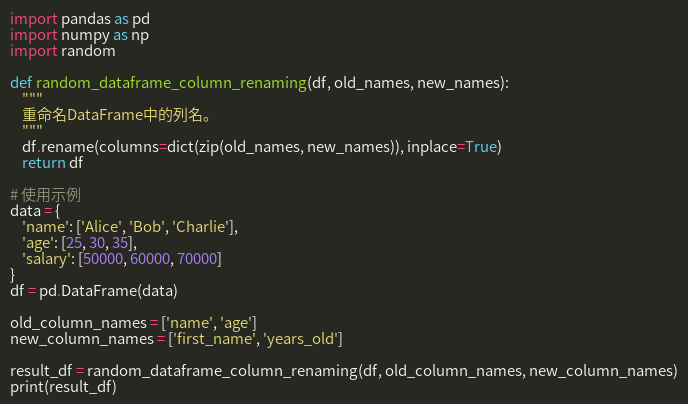 import pandas as pd
import numpy as np
import random

def random_dataframe_column_renaming(df, old_names, new_names):
    """
    重命名DataFrame中的列名。
    """
    df.rename(columns=dict(zip(old_names, new_names)), inplace=True)
    return df

# 使用示例
data = {
    'name': ['Alice', 'Bob', 'Charlie'],
    'age': [25, 30, 35],
    'salary': [50000, 60000, 70000]
}
df = pd.DataFrame(data)

old_column_names = ['name', 'age']
new_column_names = ['first_name', 'years_old']

result_df = random_dataframe_column_renaming(df, old_column_names, new_column_names)
print(result_df)